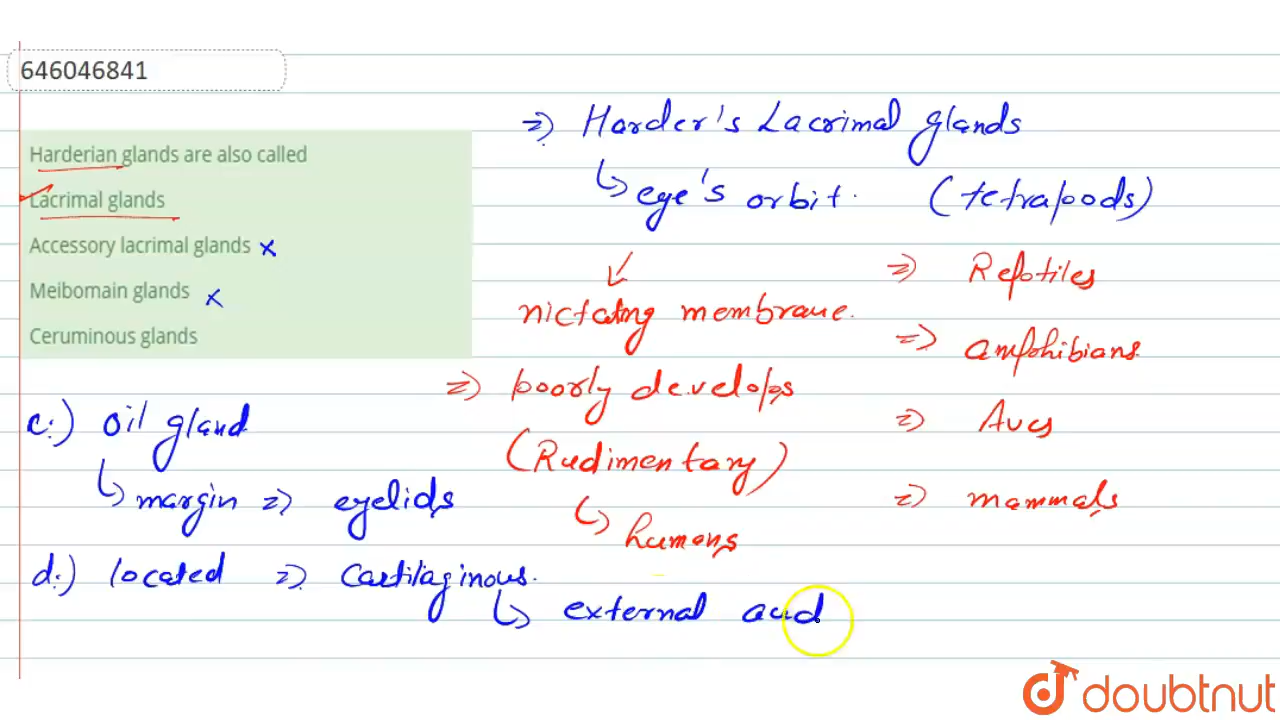 646046841
Harderian glands are also called
Lacrimal glands
Accessory lacrimal glands x
Meibomain glands x
Ceruminous glands
=) Harder's Lacrimal glands
↳ eye's orbit. (tetrapods)
nictating membrane.
=) poorly develops
(Rudimentary)
↳ humans
=) Reptiles
=) amphibians.
=) Aves
=) mammals
c:) oil gland
↳ margin =) eyelids
d:) located =) Cartilaginous.
↳ external aud
doubtnut